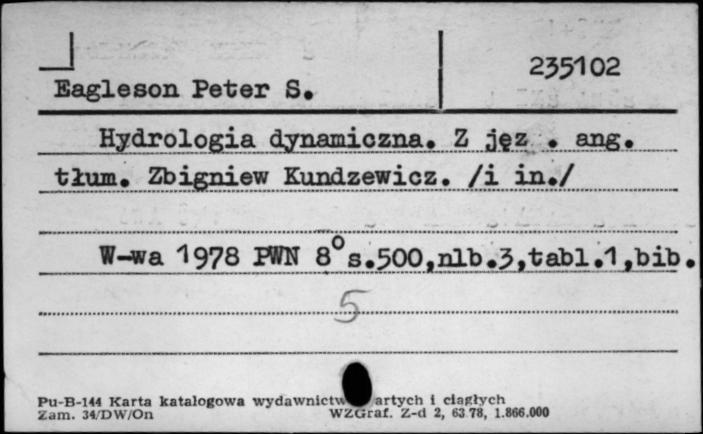 235102
Eagleson Peter S.
Hydrologia dynamiczna. Z jęz . ang.
tłum. Zbigniew Kundzewicz. /i in./
W-wa 1978 PWN 8° s.500,nlb.3,tabl.1,bib.
5
Pu-B-144 Karta katalogowa wydawnictw artych i ciągłych
Zam. 34/DW/On WZGraf. Z-d 2, 63 78, 1.866.000